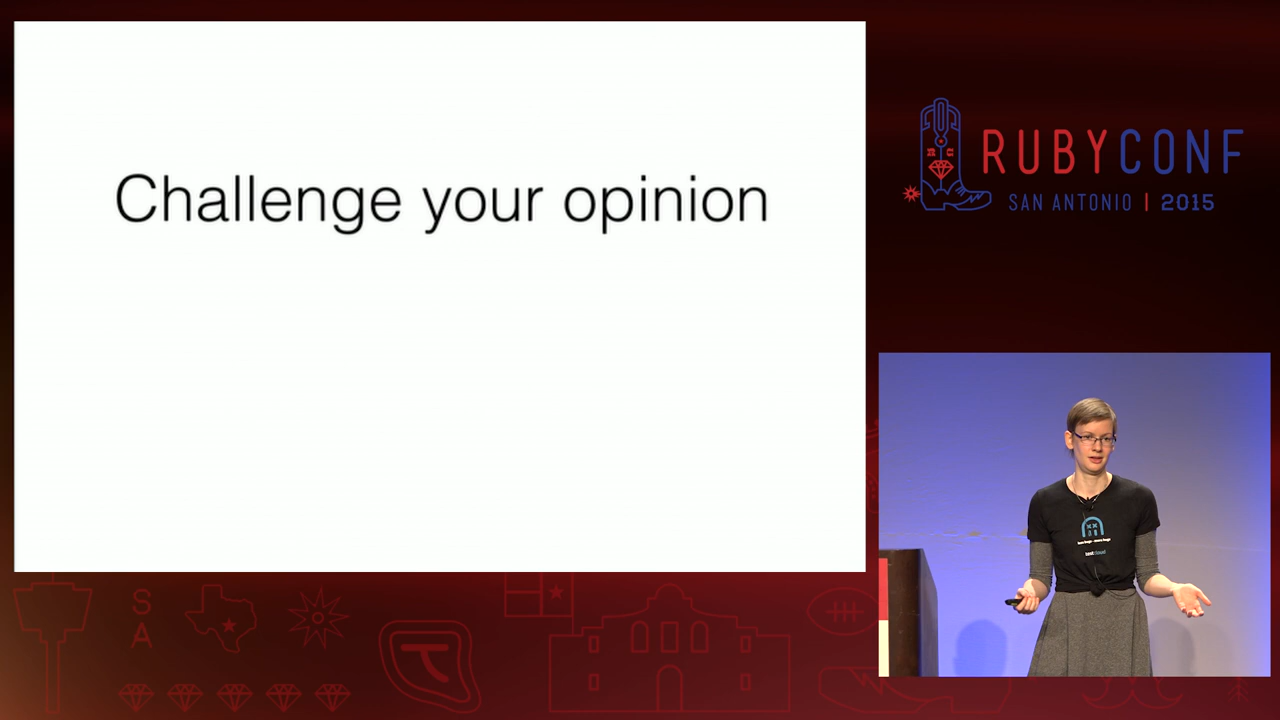 Challenge your opinion
RUBYCONF
SAN ANTONIO | 2015
S
A